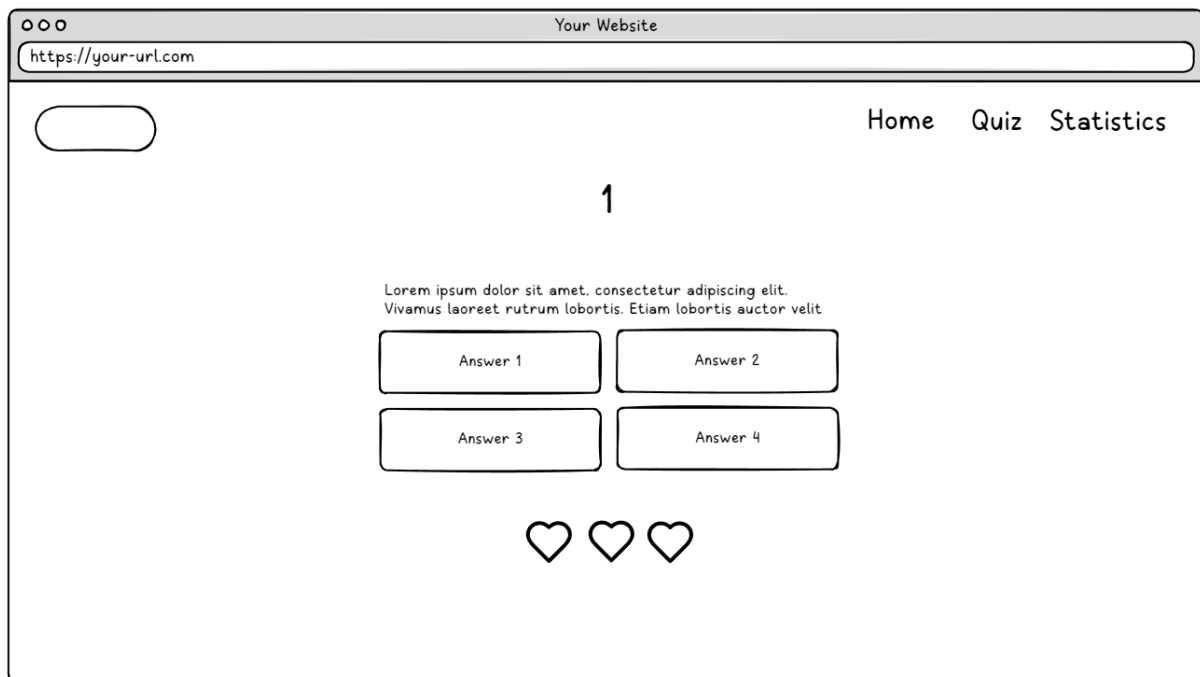 Your Website
https://your-url.com
Home Quiz Statistics
1
Lorem ipsum dolor sit amet, consectetur adipiscing elit.
Vivamus laoreet rutrum lobortis. Etiam lobortis auctor velit
Answer 1 Answer 2
Answer 3 Answer 4